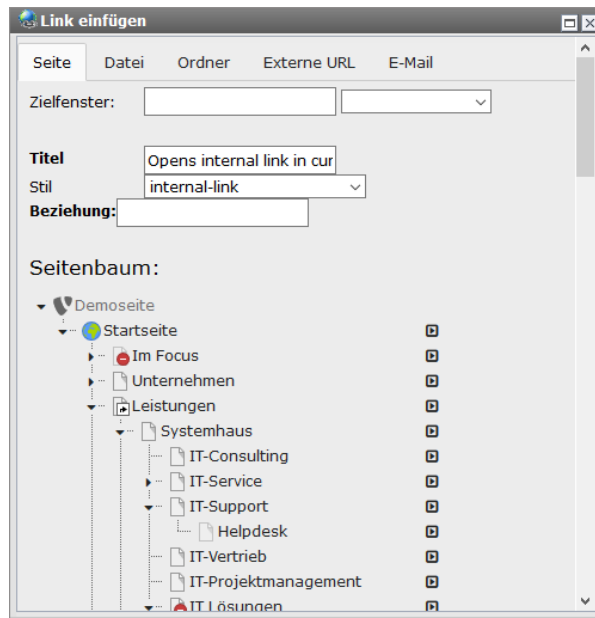 Link einfügen
Seite Datei Ordner Externe URL E-Mail
Zielfenster:
Titel Opens internal link in cur
Stil internal-link
Beziehung:
Seitenbaum:
Demoseite
Startseite
Im Focus
Unternehmen
Leistungen
Systemhaus
IT-Consulting
IT-Service
IT-Support
Helpdesk
IT-Vertrieb
IT-Projektmanagement
IT Lösungen